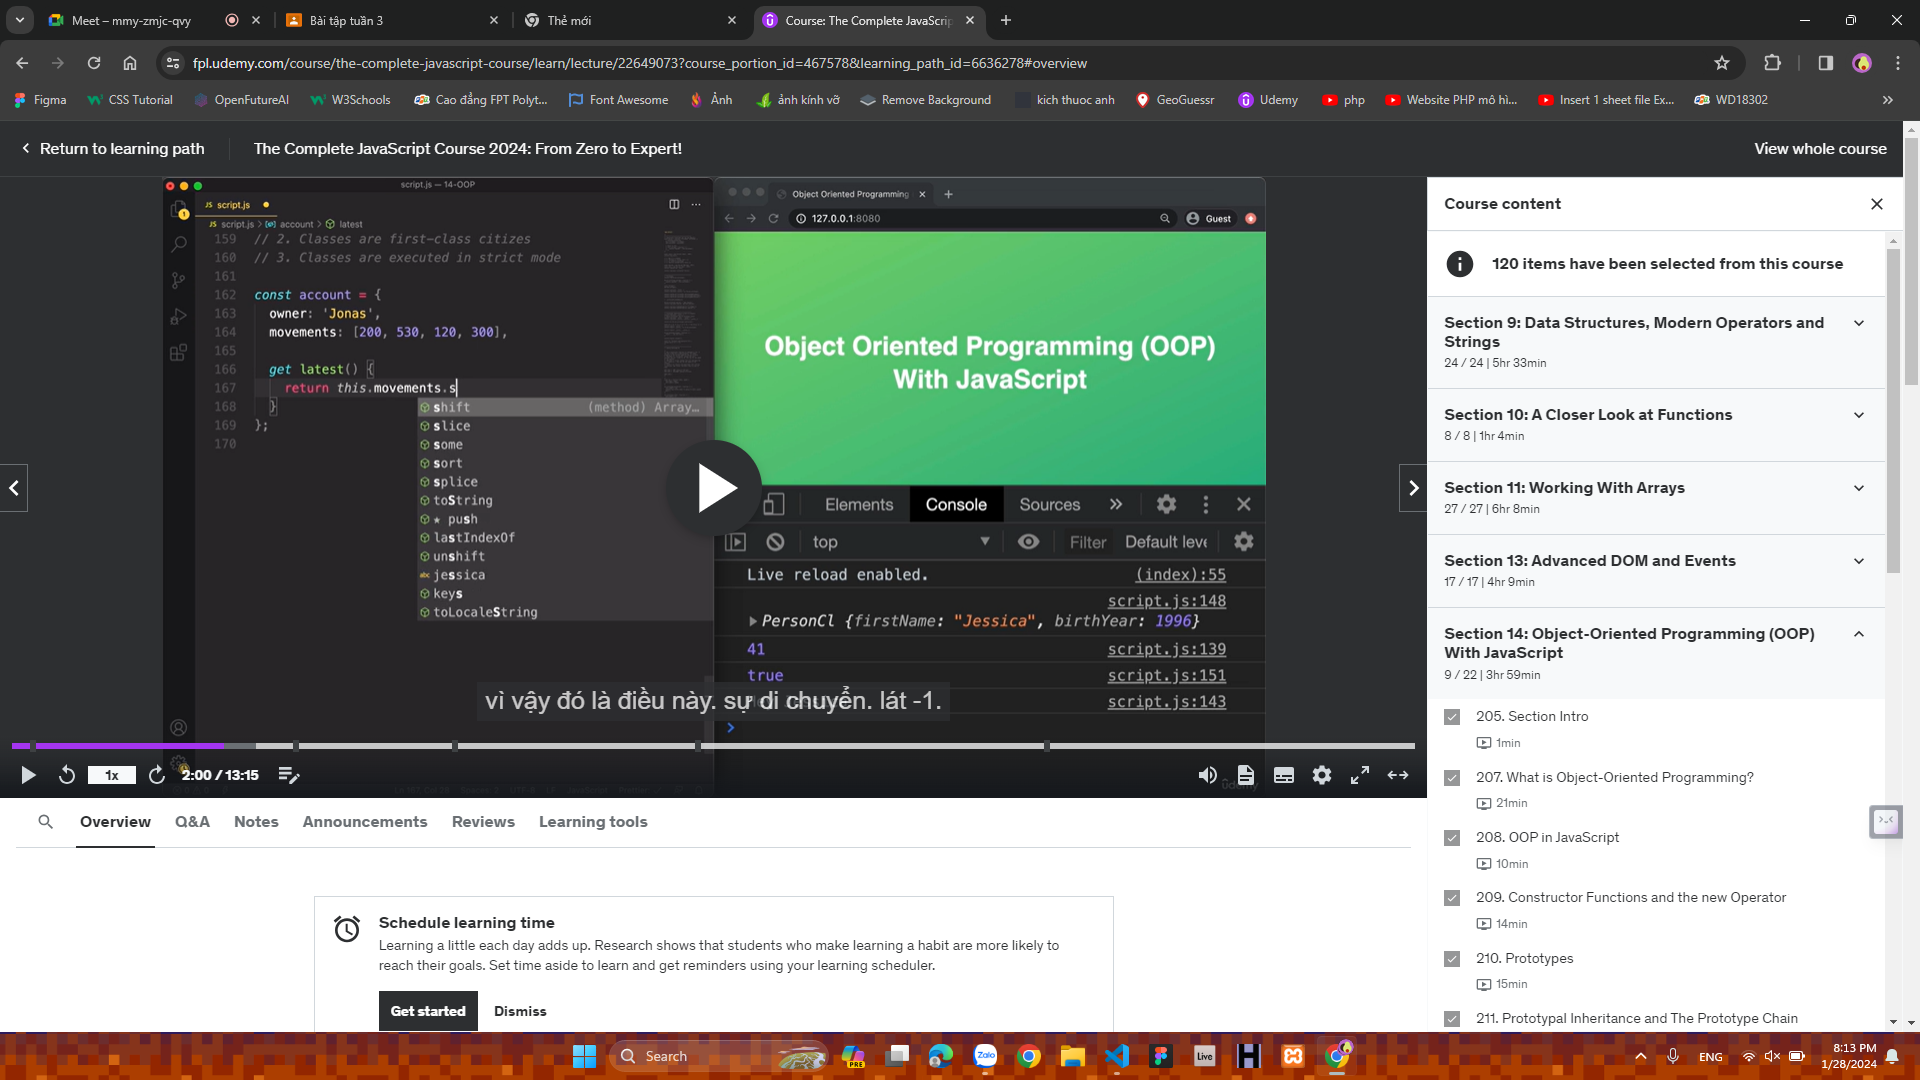 Meet – mmy-zmjc-qvy
Bài tập tuần 3
Thẻ mới
Course: The Complete JavaScrip
fpl.udemy.com/course/the-complete-javascript-course/learn/lecture/22649073?course_portion_id=467578&learning_path_id=6636278#overview
Figma
CSS Tutorial
OpenFutureAI
W3Schools
Cao đẳng FPT Polyt...
Font Awesome
Ảnh
ảnh kính vỡ
Remove Background
kich thuoc anh
GeoGuessr
Udemy
php
Website PHP mô hì...
Insert 1 sheet file Ex...
WD18302
Return to learning path
The Complete JavaScript Course 2024: From Zero to Expert!
View whole course
script.js — 14-OOP
JS script.js
JS script.js > account > latest
159 // 2. Classes are first-class citizes
160 // 3. Classes are executed in strict mode
161
162 const account = {
163 owner: 'Jonas',
164 movements: [200, 530, 120, 300],
165
166 get latest() {
167 return this.movements.s
168 }
169 };
170
shift (method) Array…
slice
some
sort
splice
toString
★ push
lastIndexOf
unshift
abc jessica
keys
toLocaleString
Object Oriented Programming
127.0.0.1:8080
Guest
Object Oriented Programming (OOP)
With JavaScript
Elements
Console
Sources
top
Filter
Default leve
Live reload enabled. (index):55
script.js:148
PersonCl {firstName: "Jessica", birthYear: 1996}
41 script.js:139
true script.js:151
script.js:143
vì vậy đó là điều này. sự di chuyển. lát -1.
1x
2:00 / 13:15
udemy
Overview
Q&A
Notes
Announcements
Reviews
Learning tools
Schedule learning time
Learning a little each day adds up. Research shows that students who make learning a habit are more likely to
reach their goals. Set time aside to learn and get reminders using your learning scheduler.
Get started
Dismiss
Course content
120 items have been selected from this course
Section 9: Data Structures, Modern Operators and
Strings
24 / 24 | 5hr 33min
Section 10: A Closer Look at Functions
8 / 8 | 1hr 4min
Section 11: Working With Arrays
27 / 27 | 6hr 8min
Section 13: Advanced DOM and Events
17 / 17 | 4hr 9min
Section 14: Object-Oriented Programming (OOP)
With JavaScript
9 / 22 | 3hr 59min
205. Section Intro
1min
207. What is Object-Oriented Programming?
21min
208. OOP in JavaScript
10min
209. Constructor Functions and the new Operator
14min
210. Prototypes
15min
211. Prototypal Inheritance and The Prototype Chain
Search
PRE
Zalo
Live
ENG
8:13 PM
1/28/2024